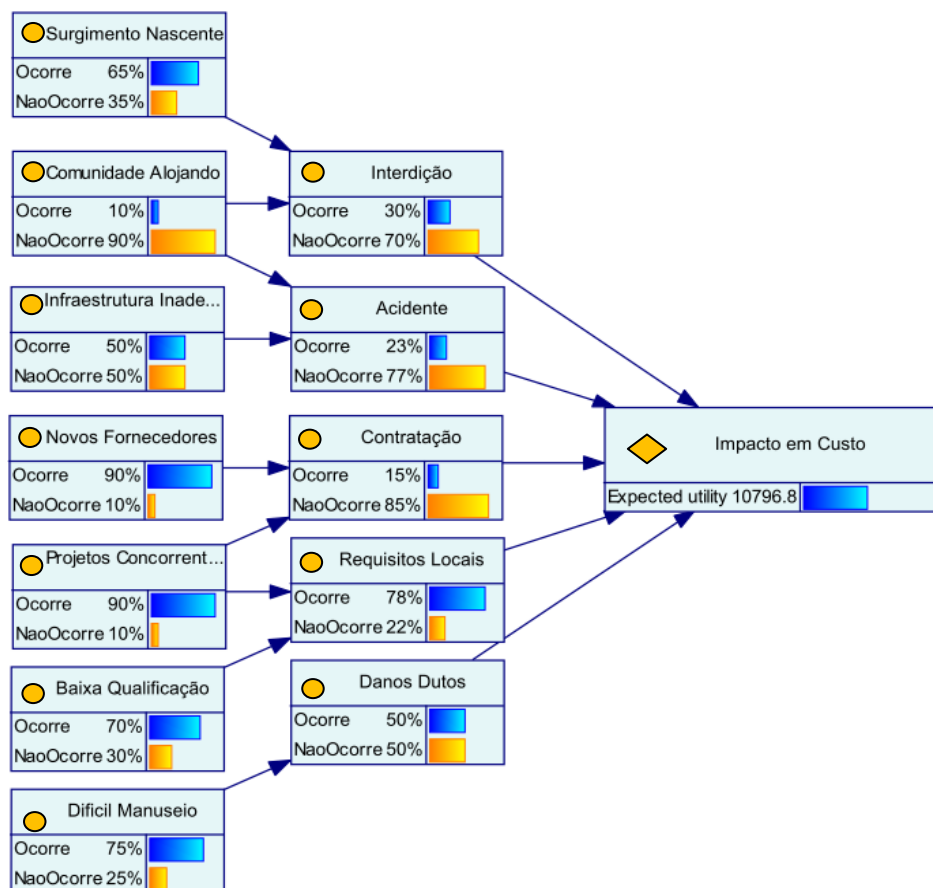 Surgimento Nascente
Ocorre 65%
NaoOcorre 35%
Comunidade Alojando
Ocorre 10%
NaoOcorre 90%
Interdição
Ocorre 30%
NaoOcorre 70%
Infraestrutura Inade...
Ocorre 50%
NaoOcorre 50%
Acidente
Ocorre 23%
NaoOcorre 77%
Novos Fornecedores
Ocorre 90%
NaoOcorre 10%
Contratação
Ocorre 15%
NaoOcorre 85%
Impacto em Custo
Expected utility 10796.8
Projetos Concorrent...
Ocorre 90%
NaoOcorre 10%
Requisitos Locais
Ocorre 78%
NaoOcorre 22%
Baixa Qualificação
Ocorre 70%
NaoOcorre 30%
Danos Dutos
Ocorre 50%
NaoOcorre 50%
Dificil Manuseio
Ocorre 75%
NaoOcorre 25%